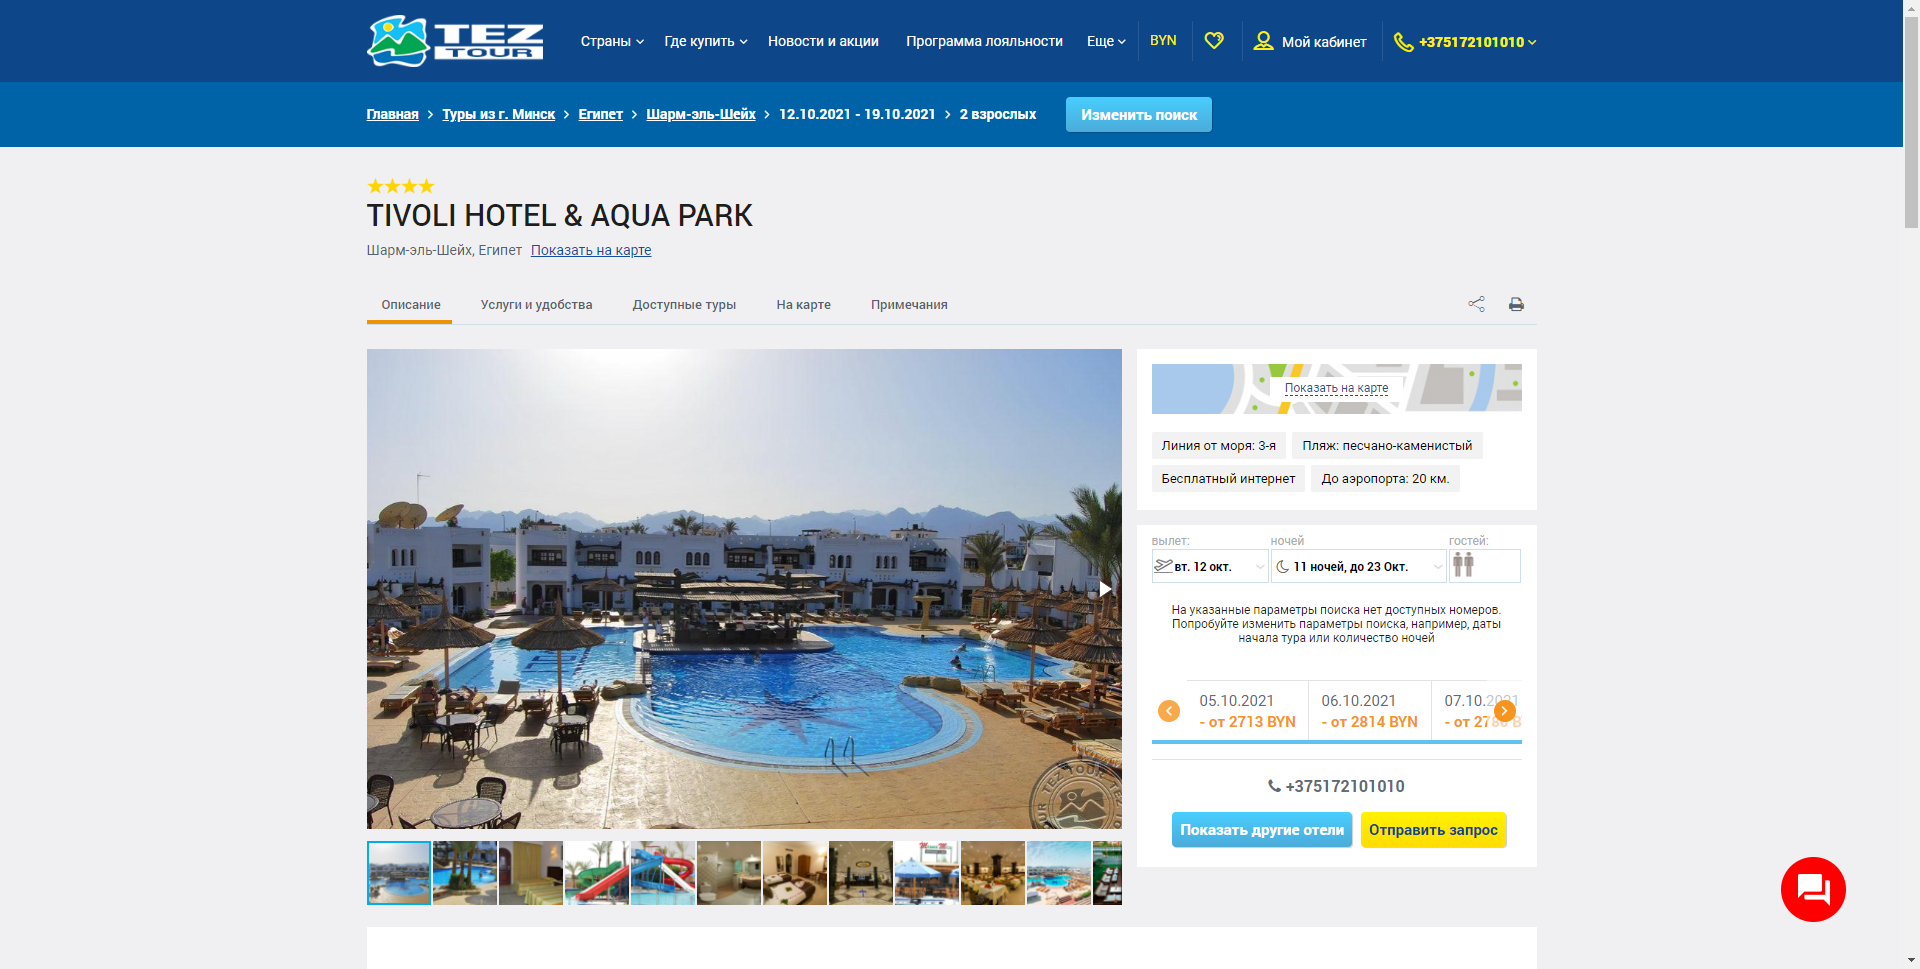 TEZ TOUR
Страны
Где купить
Новости и акции
Программа лояльности
Еще
BYN
Мой кабинет
+375172101010
Главная > Туры из г. Минск > Египет > Шарм-эль-Шейх > 12.10.2021 - 19.10.2021 > 2 взрослых
Изменить поиск
TIVOLI HOTEL & AQUA PARK
Шарм-эль-Шейх, Египет Показать на карте
Описание
Услуги и удобства
Доступные туры
На карте
Примечания
TEZ TOUR
Показать на карте
Линия от моря: 3-я
Пляж: песчано-каменистый
Бесплатный интернет
До аэропорта: 20 км.
вылет:
ночей
гостей:
вт. 12 окт.
11 ночей, до 23 Окт.
На указанные параметры поиска нет доступных номеров.
Попробуйте изменить параметры поиска, например, даты
начала тура или количество ночей
05.10.2021
- от 2713 BYN
06.10.2021
- от 2814 BYN
07.10.2021
+375172101010
Показать другие отели
Отправить запрос